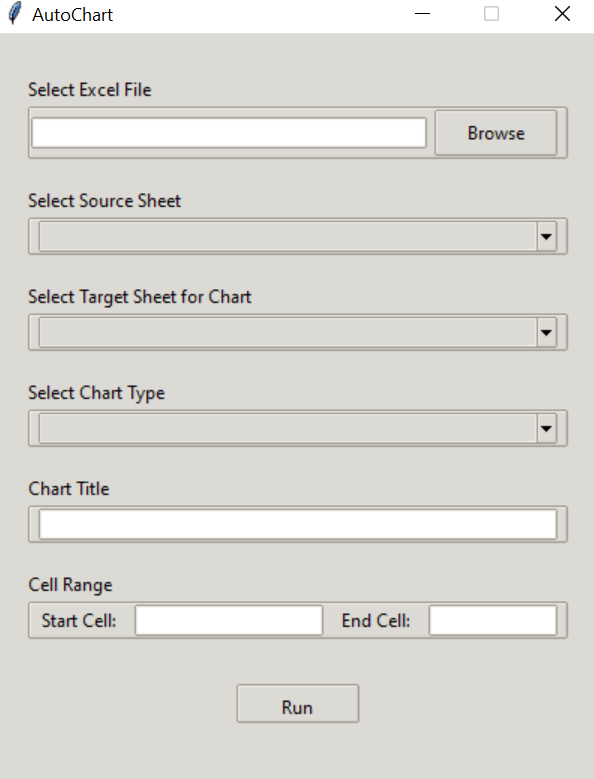 AutoChart
Select Excel File
Browse
Select Source Sheet
Select Target Sheet for Chart
Select Chart Type
Chart Title
Cell Range
Start Cell: End Cell:
Run